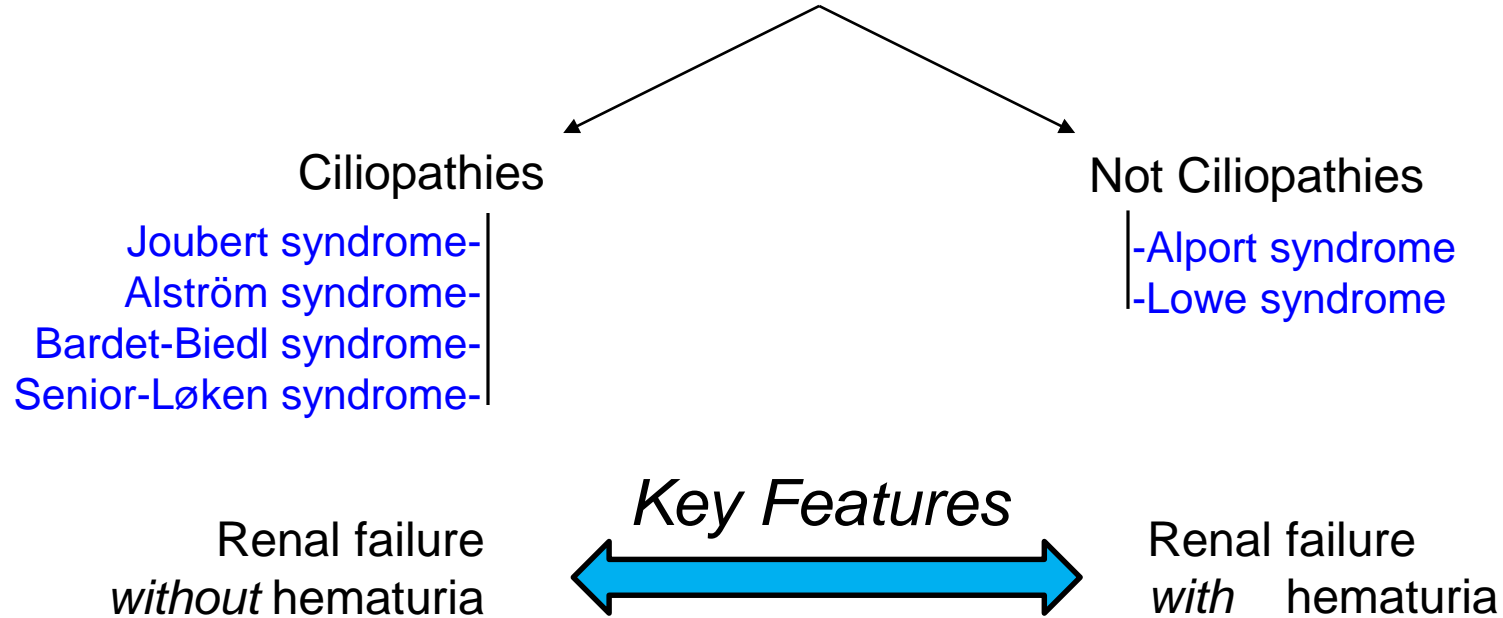 Ciliopathies
Joubert syndrome-
Alström syndrome-
Bardet-Biedl syndrome-
Senior-Løken syndrome-
Not Ciliopathies
-Alport syndrome
-Lowe syndrome
Key Features
Renal failure
without hematuria
Renal failure
with hematuria